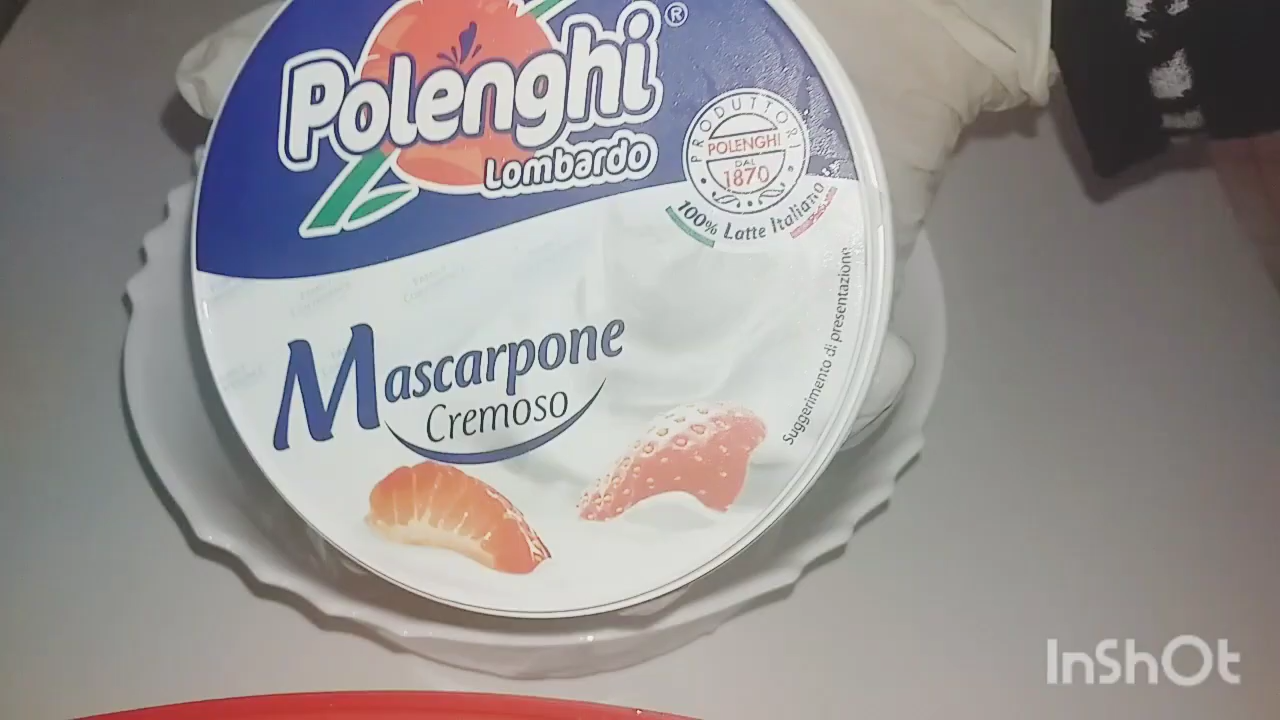 Polenghi®
Lombardo
PRODUTTORI
POLENGHI
DAL
1870
100% Latte Italiano
Mascarpone
Cremoso
Suggerimento di presentazione
InShOt